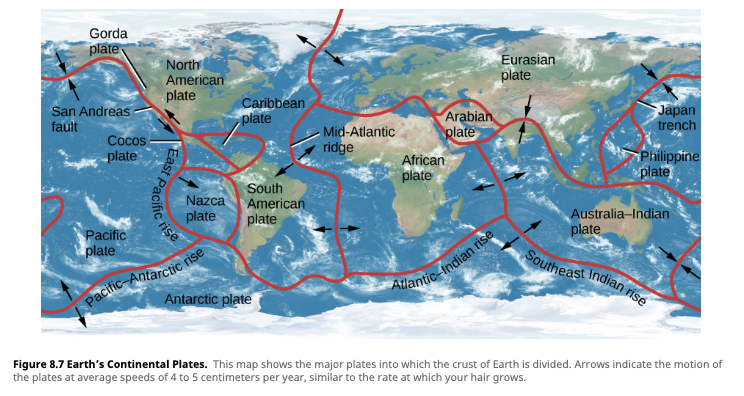 Gorda
plate
North
American
plate
Eurasian
plate
San Andreas
fault
Caribbean
plate
Arabian
plate
Japan
trench
Cocos
plate
Mid-Atlantic
ridge
African
plate
Philippine
plate
East Pacific rise
Nazca
plate
South
American
plate
Australia–Indian
plate
Pacific
plate
Pacific–Antarctic rise
Atlantic–Indian rise
Southeast Indian rise
Antarctic plate
Figure 8.7 Earth’s Continental Plates. This map shows the major plates into which the crust of Earth is divided. Arrows indicate the motion of
the plates at average speeds of 4 to 5 centimeters per year, similar to the rate at which your hair grows.